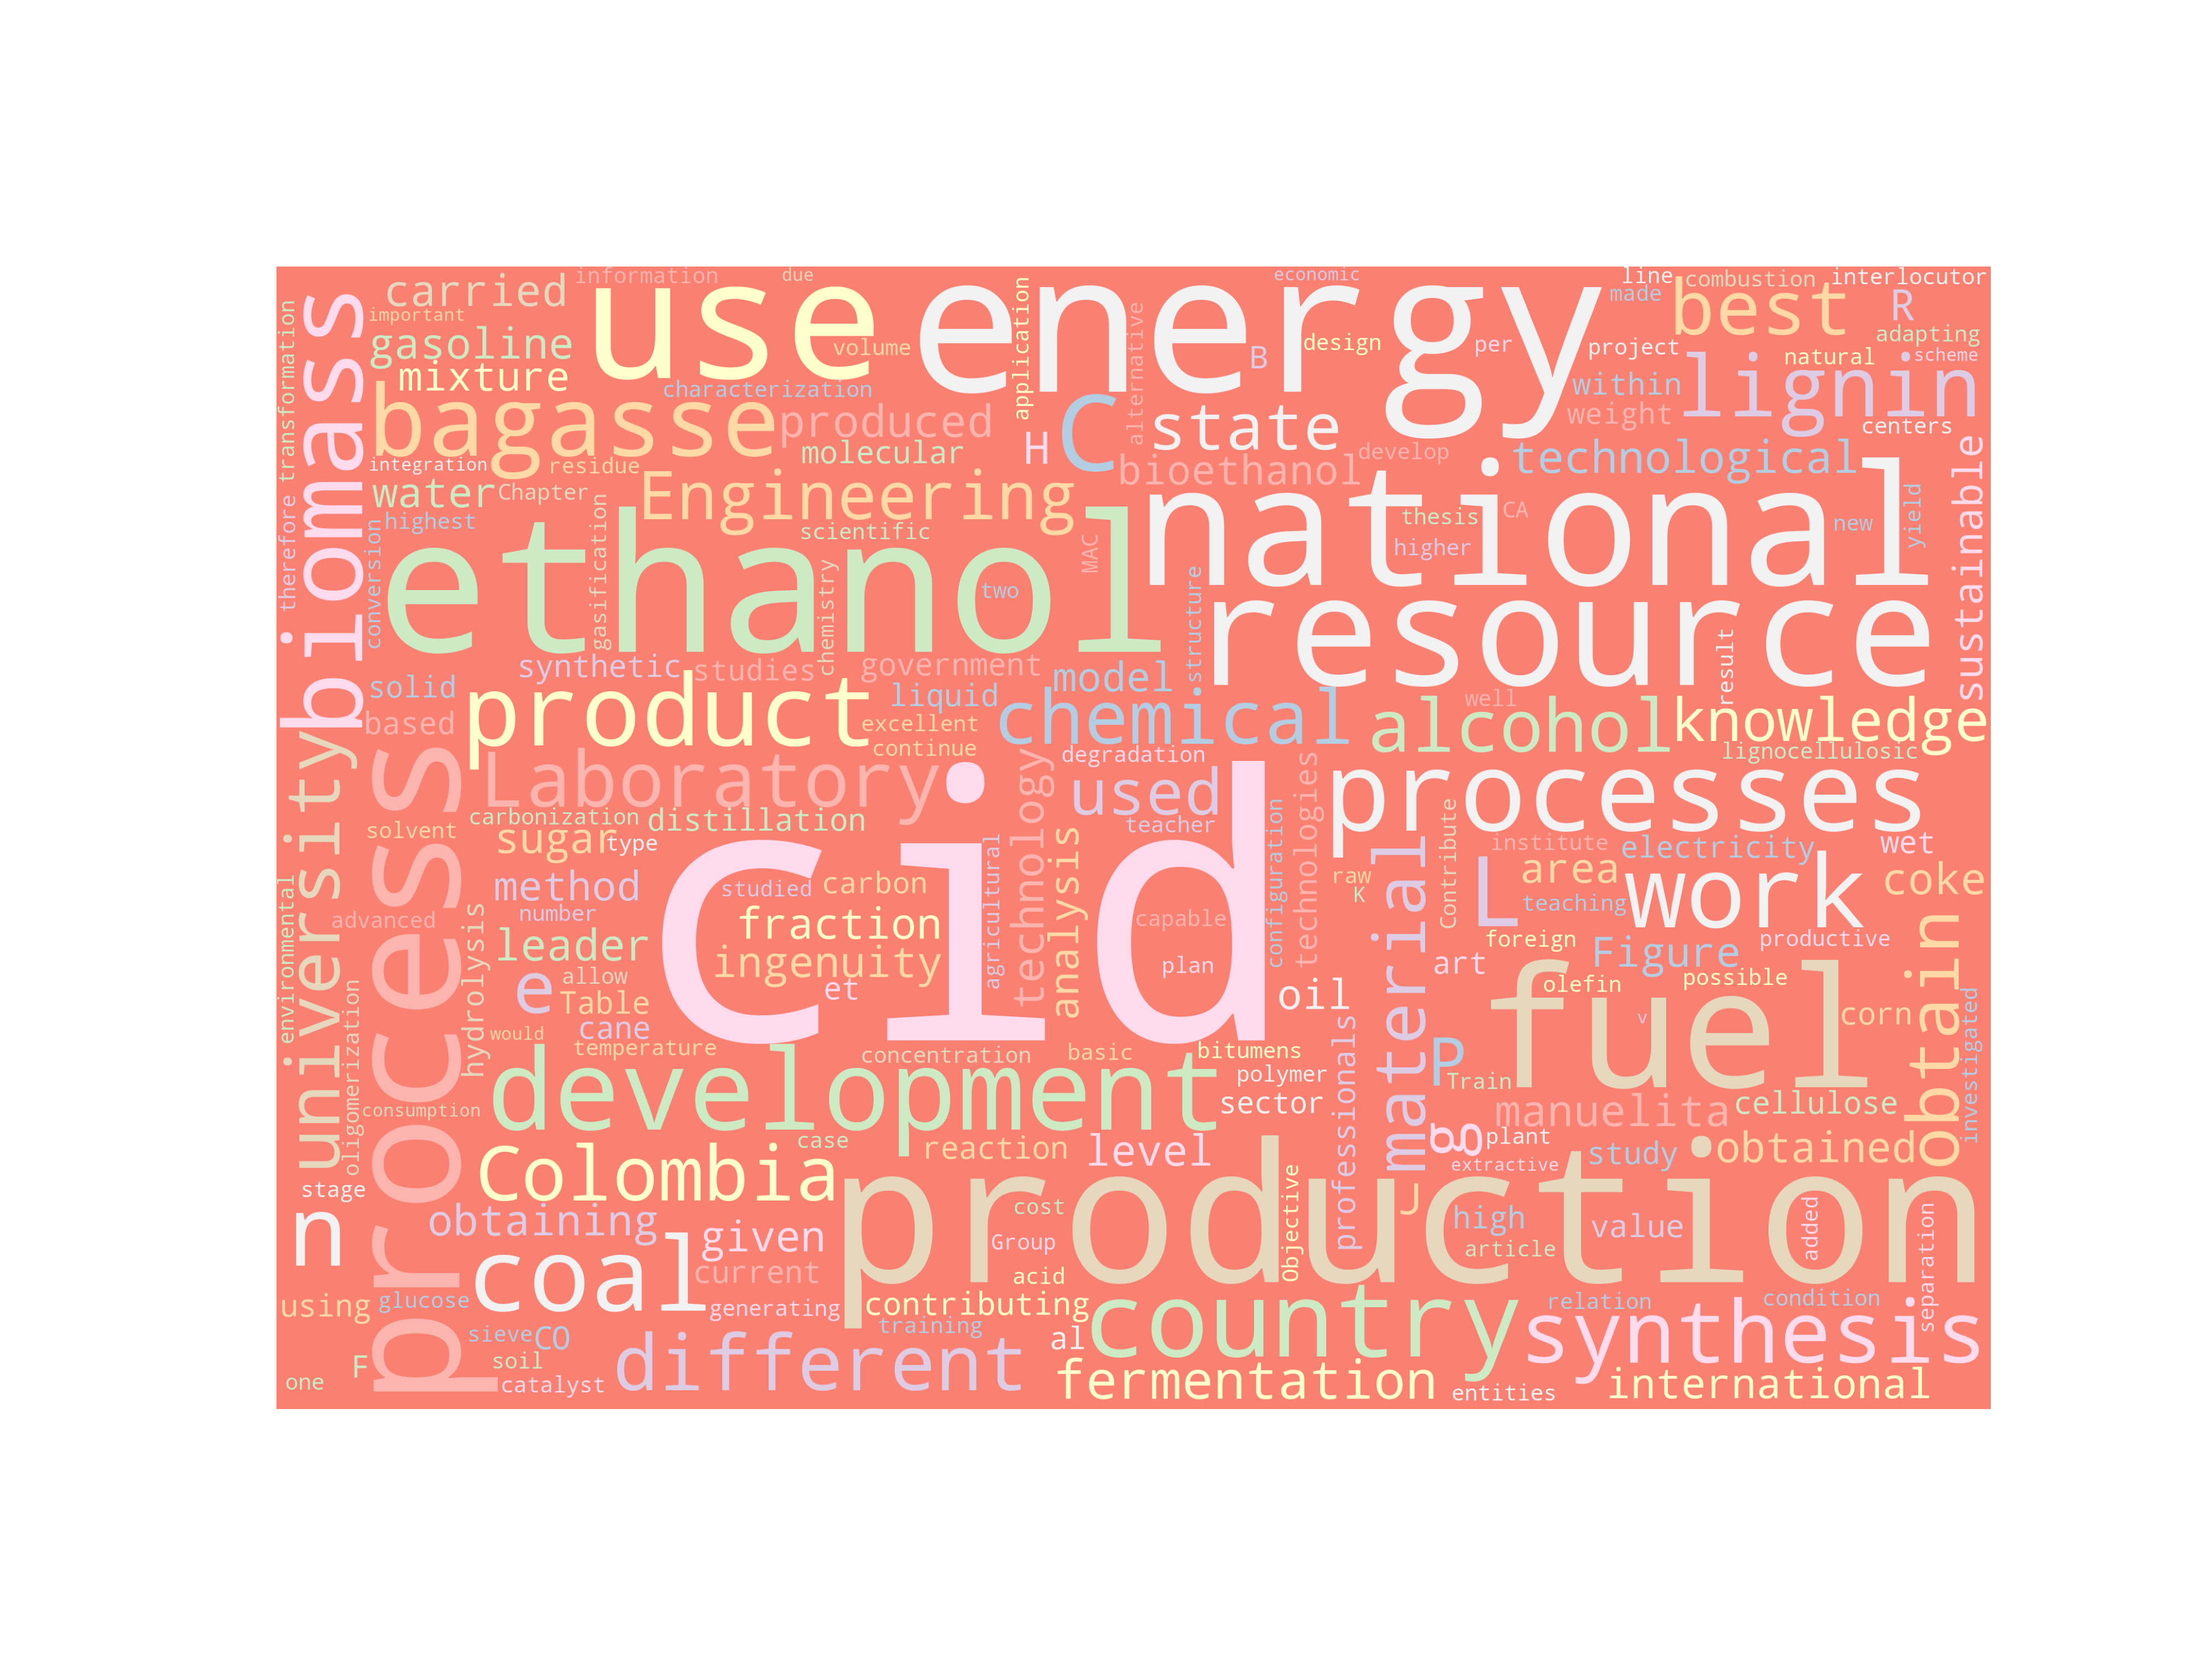 carried
information
due
use
energy
economic
line
combustion
interlocutor
important
application
made
best
R
adapting
gasoline
volume
alternative
B
design
per
project
natural
scheme
mixture
characterization
within
lignin
bagasse
produced
C
state
weight
centers
H
molecular
bioethanol
develop
technological
integration
residue
water
Chapter
Engineering
national
highest
scientific
thesis
CA
new
yield
higher
MAC
gasification
conversion
therefore
transformation
biomass
ethanol
two
chemistry
structure
resource
result
sustainable
synthetic
studies
government
model
solid
liquid
well
based
product
excellent
chemical
alcohol
knowledge
continue
lignocellulosic
degradation
university
process
Laboratory
technology
used
technologies
processes
carbonization
distillation
solvent
sugar
type
teacher
configuration
Contribute
institute
electricity
wet
method
studied
carbon
cid
agricultural
analysis
material
raw
K
L
area
work
coke
teaching
advanced
number
fraction
capable
leader
ingenuity
plan
foreign
Figure
productive
art
hydrolysis
e
allow
et
Table
oil
olefin
possible
fuel
obtain
environmental
oligomerization
cane
would
temperature
concentration
basic
bitumens
v
corn
investigated
polymer
P
Train
development
sector
professionals
manuelita
cellulose
consumption
case
reaction
level
g
plant
study
obtained
extractive
Colombia
production
stage
n
obtaining
given
cost
Objective
J
high
value
added
separation
Group
article
coal
current
acid
using
glucose
generating
contributing
country
relation
condition
synthesis
sieve
CO
training
al
F
soil
different
one
catalyst
fermentation
entities
international